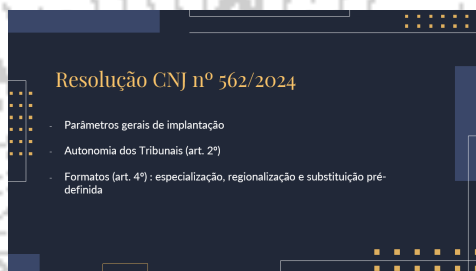 Resolução CNJ nº 562/2024
- Parâmetros gerais de implantação
- Autonomia dos Tribunais (art. 2º)
- Formatos (art. 4º) : especialização, regionalização e substituição pré-
definida